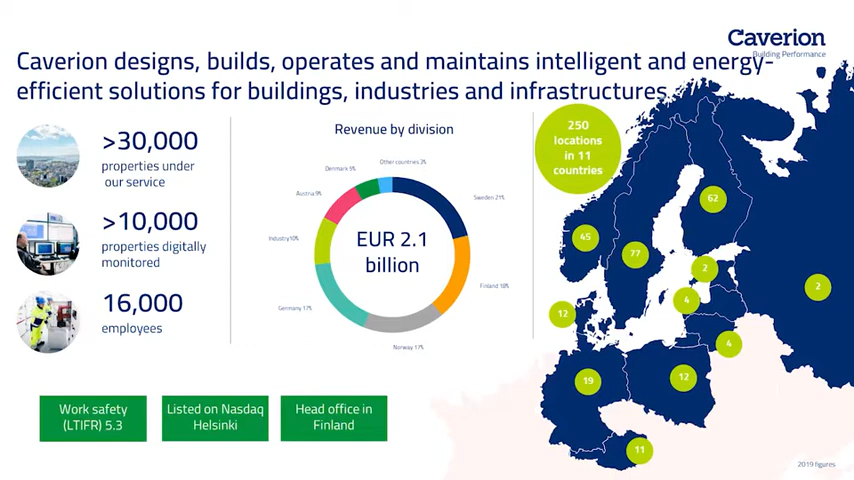 Caverion
Building Performance
Caverion designs, builds, operates and maintains intelligent and energy-
efficient solutions for buildings, industries and infrastructures
>30,000
properties under
our service
>10,000
properties digitally
monitored
16,000
employees
Revenue by division
Other countries 3%
Denmark 5%
Austria 9%
Sweden 21%
Industry10%
EUR 2.1
billion
Finland 18%
Germany 17%
Norway 17%
250
locations
in 11
countries
62
45
77
2
2
4
12
4
19
12
11
Work safety
(LTIFR) 5.3
Listed on Nasdaq
Helsinki
Head office in
Finland
2019 figures